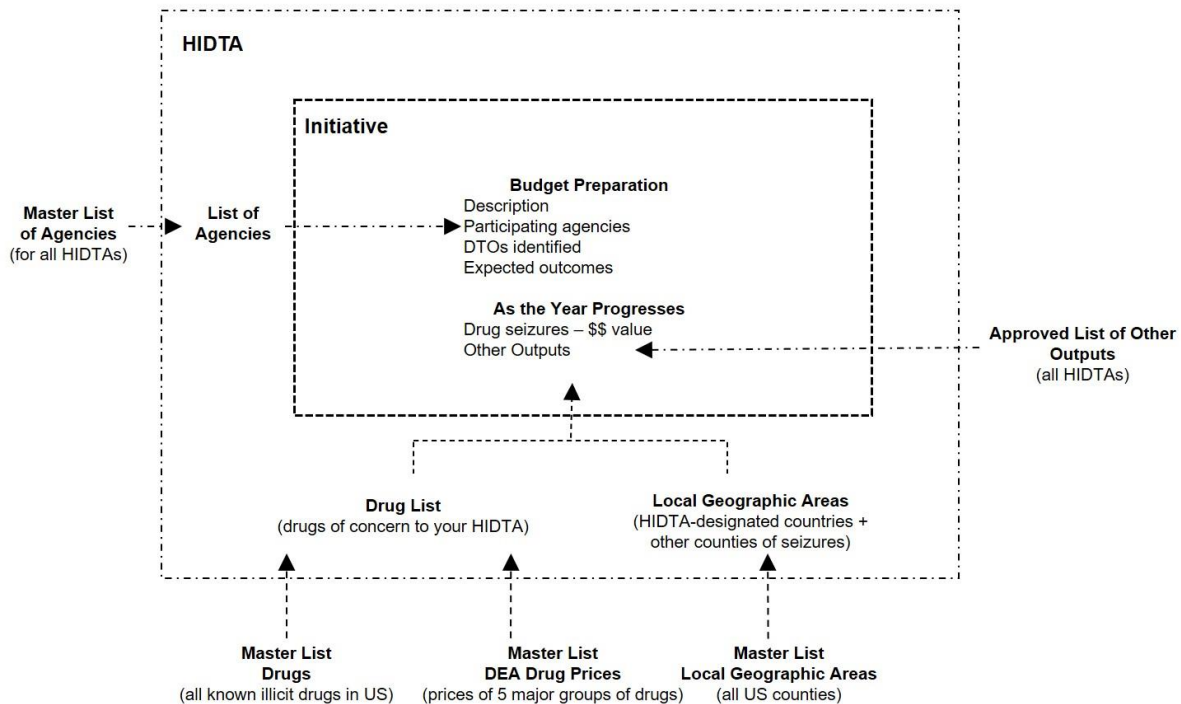 HIDTA
Initiative
Budget Preparation
Description
Participating agencies
DTOs identified
Expected outcomes
Master List
of Agencies
(for all HIDTAs)
List of
Agencies
As the Year Progresses
Drug seizures – $$ value
Other Outputs
Approved List of Other
Outputs
(all HIDTAs)
Drug List
(drugs of concern to your HIDTA)
Local Geographic Areas
(HIDTA-designated countries +
other counties of seizures)
Master List
Drugs
(all known illicit drugs in US)
Master List
DEA Drug Prices
(prices of 5 major groups of drugs)
Master List
Local Geographic Areas
(all US counties)